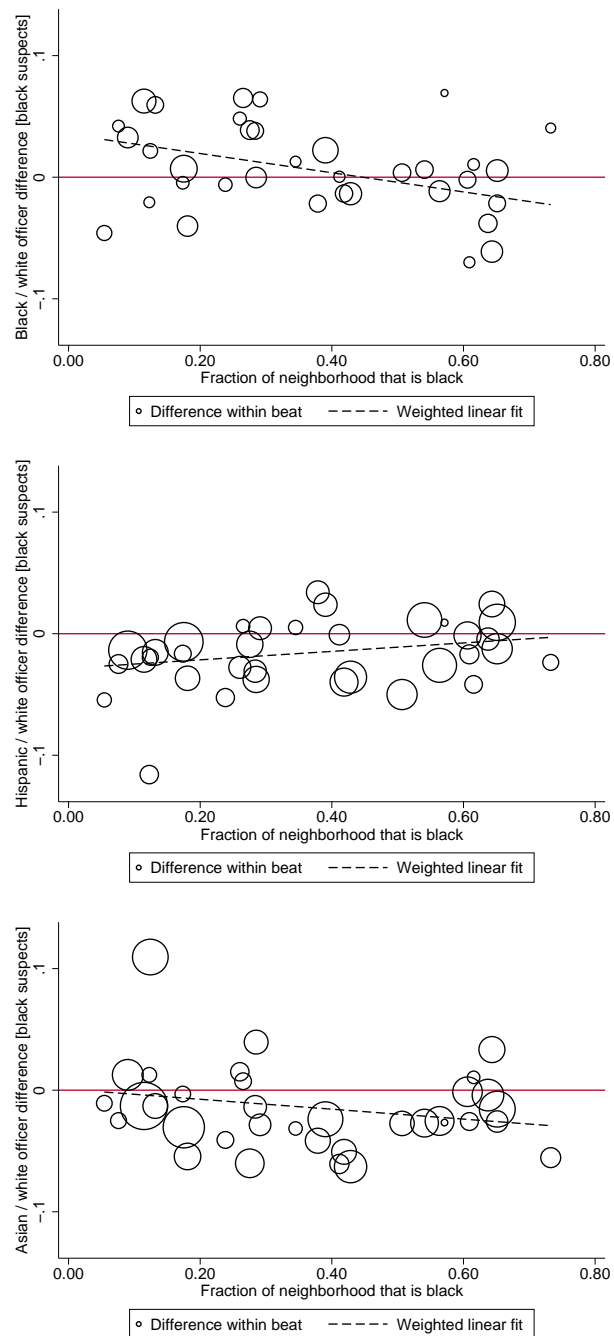 Black / white officer difference [black suspects]
.1
0
-.1
0.00 0.20 0.40 0.60 0.80
Fraction of neighborhood that is black
Difference within beat Weighted linear fit
Hispanic / white officer difference [black suspects]
.1
0
-.1
0.00 0.20 0.40 0.60 0.80
Fraction of neighborhood that is black
Difference within beat Weighted linear fit
Asian / white officer difference [black suspects]
.1
0
-.1
0.00 0.20 0.40 0.60 0.80
Fraction of neighborhood that is black
Difference within beat Weighted linear fit